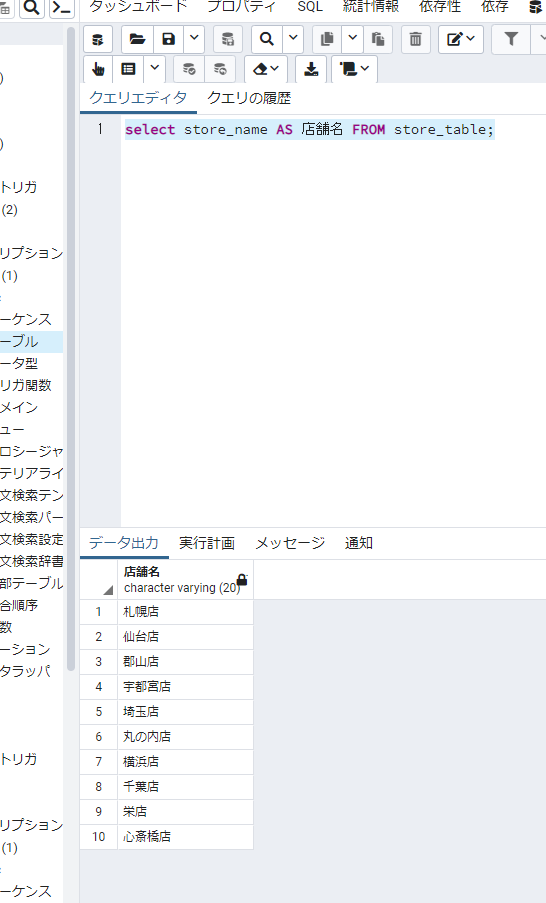 ダッシュボード プロパティ SQL 統計情報 依存性 依存
クエリエディタ クエリの履歴
1 select store_name AS 店舗名 FROM store_table;
)
)
トリガ
(2)
リプション
(1)
ーケンス
ーブル
ータ型
リガ関数
メイン
ュー
ロシージャ
テリアライ
文検索テン
文検索パー
文検索設定
文検索辞書
部テーブル
合順序
数
ーション
タラッパ
トリガ
リプション
(1)
ーケンス
データ出力 実行計画 メッセージ 通知
店舗名
character varying (20)
1 札幌店
2 仙台店
3 郡山店
4 宇都宮店
5 埼玉店
6 丸の内店
7 横浜店
8 千葉店
9 栄店
10 心斎橋店